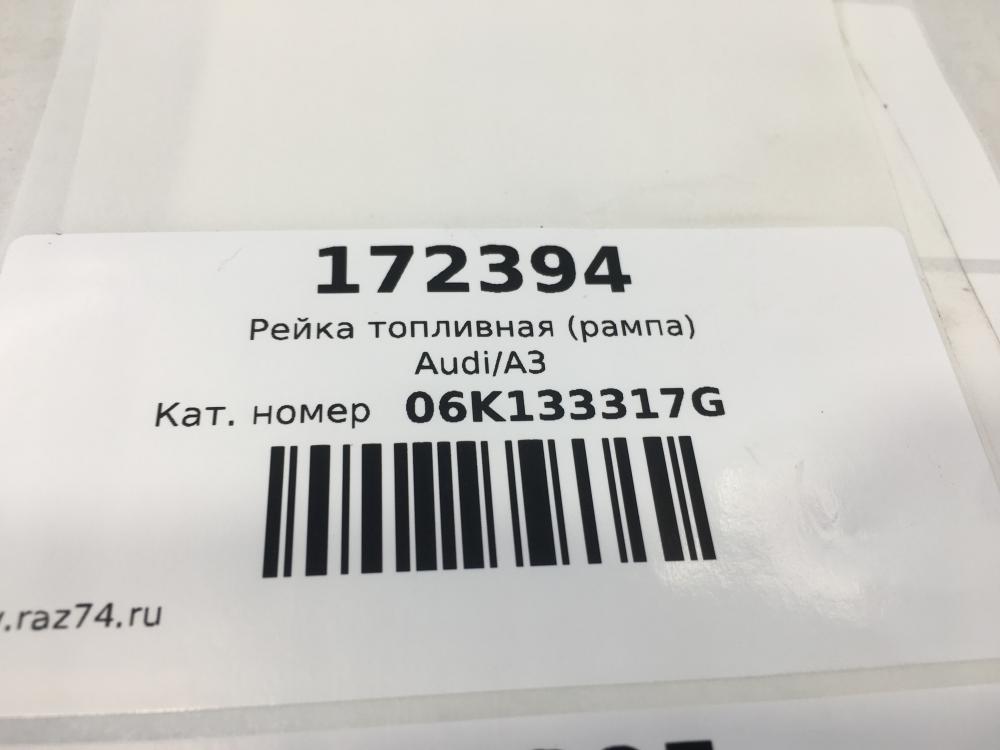 172394
Рейка топливная (рампа)
Audi/A3
Кат. номер 06K133317G
.raz74.ru